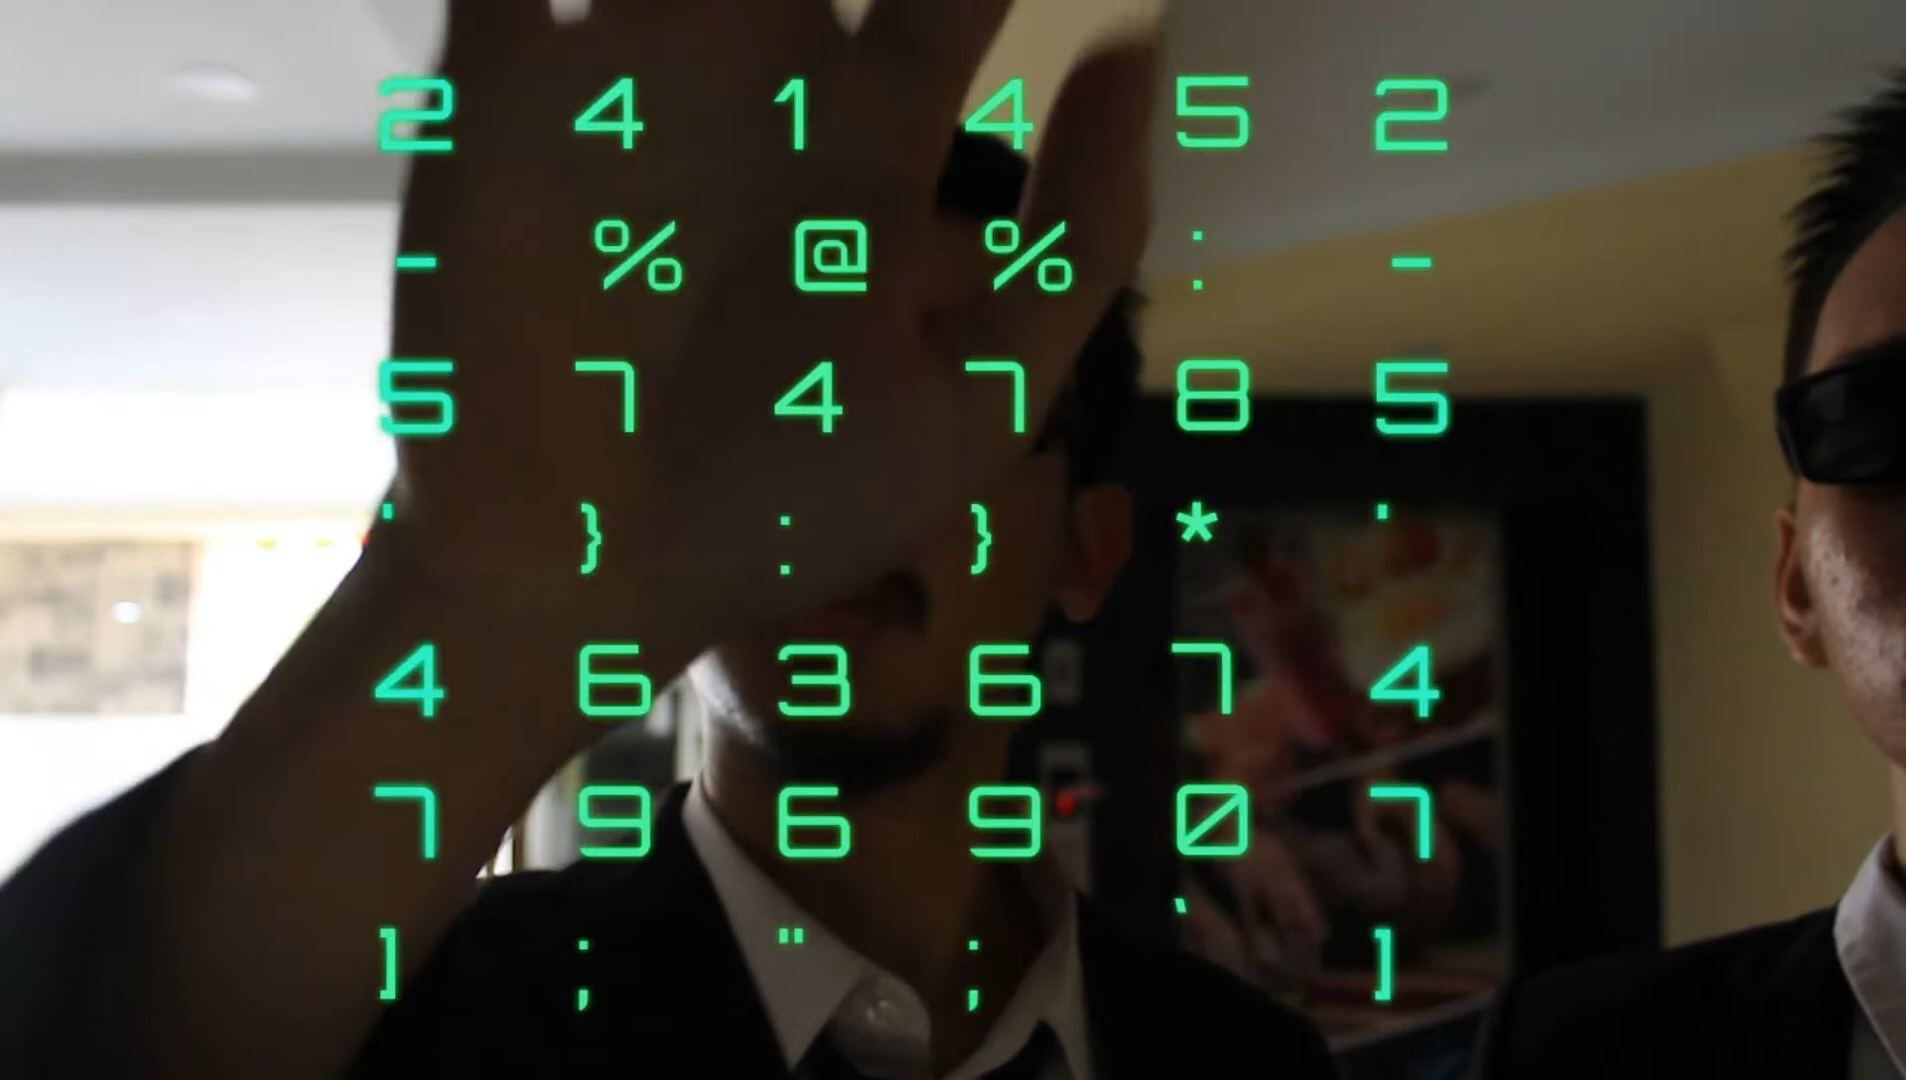 2 4 1 4 5 2
- % @ % : -
5 7 4 7 8 5
' } : } * '
4 6 3 6 7 4
7 9 6 9 0 7
] ; " ; ` ]